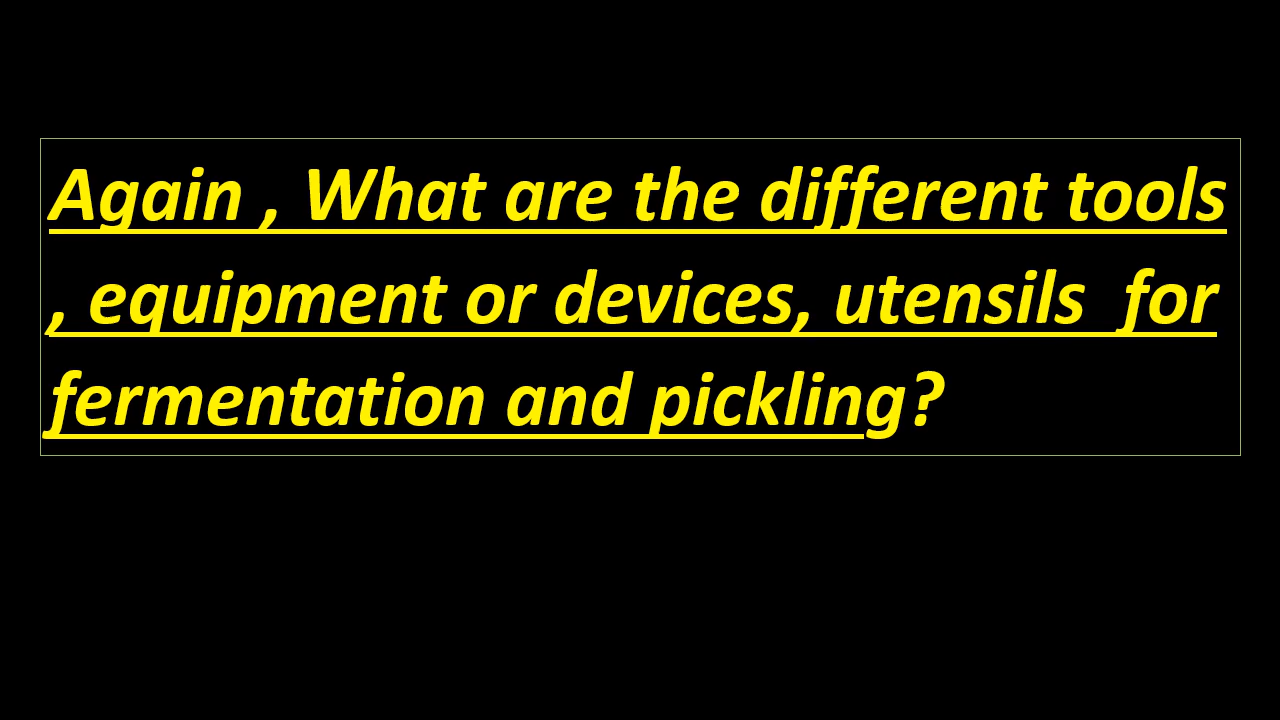 Again , What are the different tools
, equipment or devices, utensils  for
fermentation and pickling?